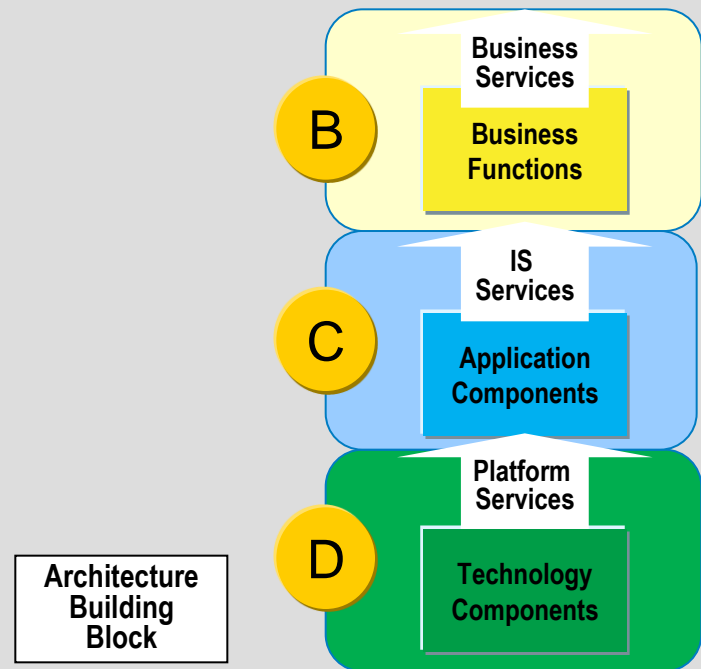 Business
Services
B
Business
Functions
IS
Services
C
Application
Components
Platform
Services
D
Technology
Components
Architecture
Building
Block